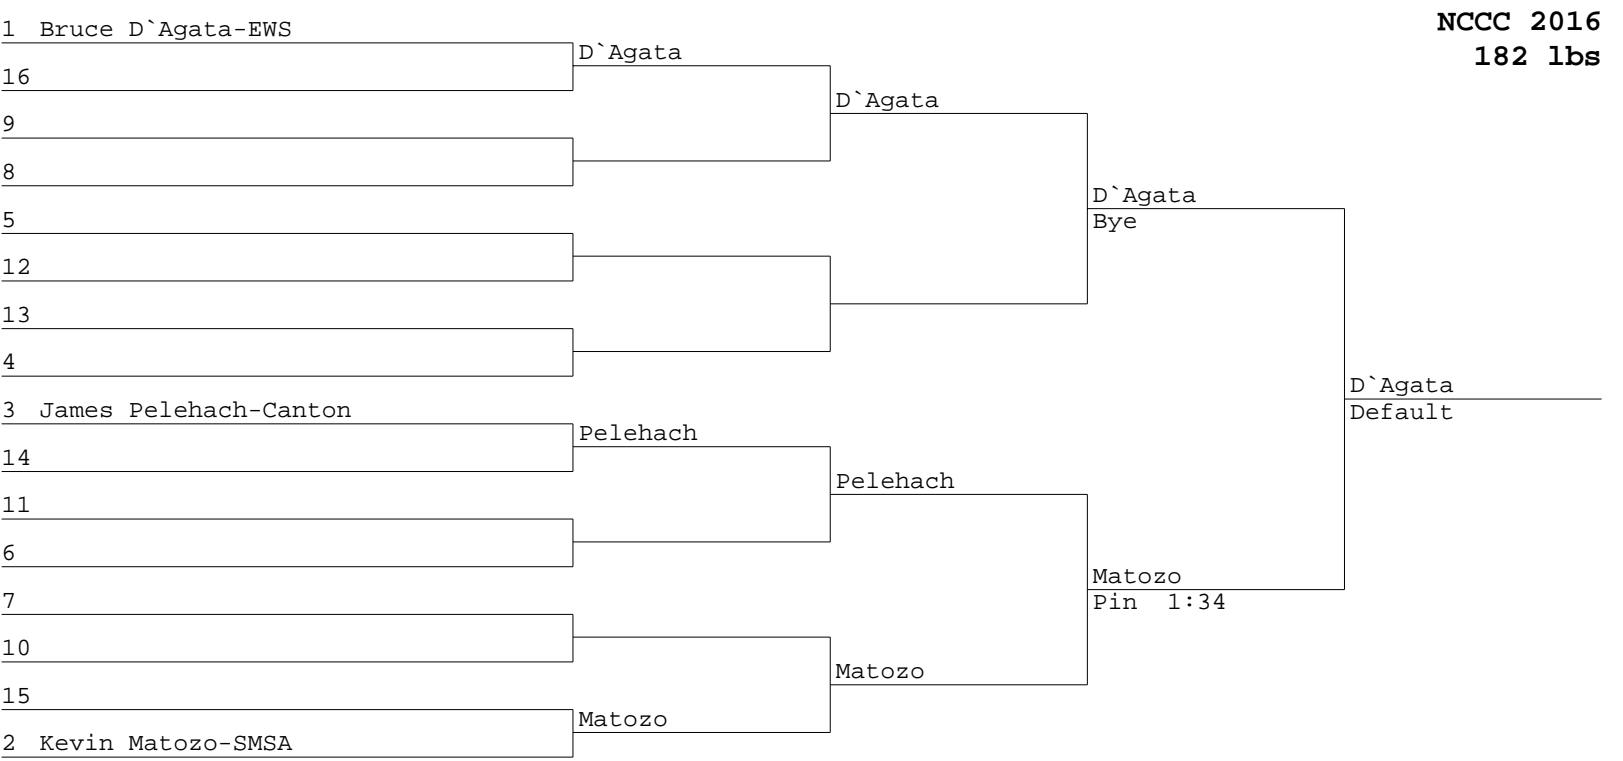 NCCC 2016
182 lbs
1 Bruce D`Agata-EWS
D`Agata
16
D`Agata
9
8
D`Agata
Bye
5
12
13
4
D`Agata
Default
3 James Pelehach-Canton
Pelehach
14
Pelehach
11
6
Matozo
Pin 1:34
7
10
Matozo
15
Matozo
2 Kevin Matozo-SMSA